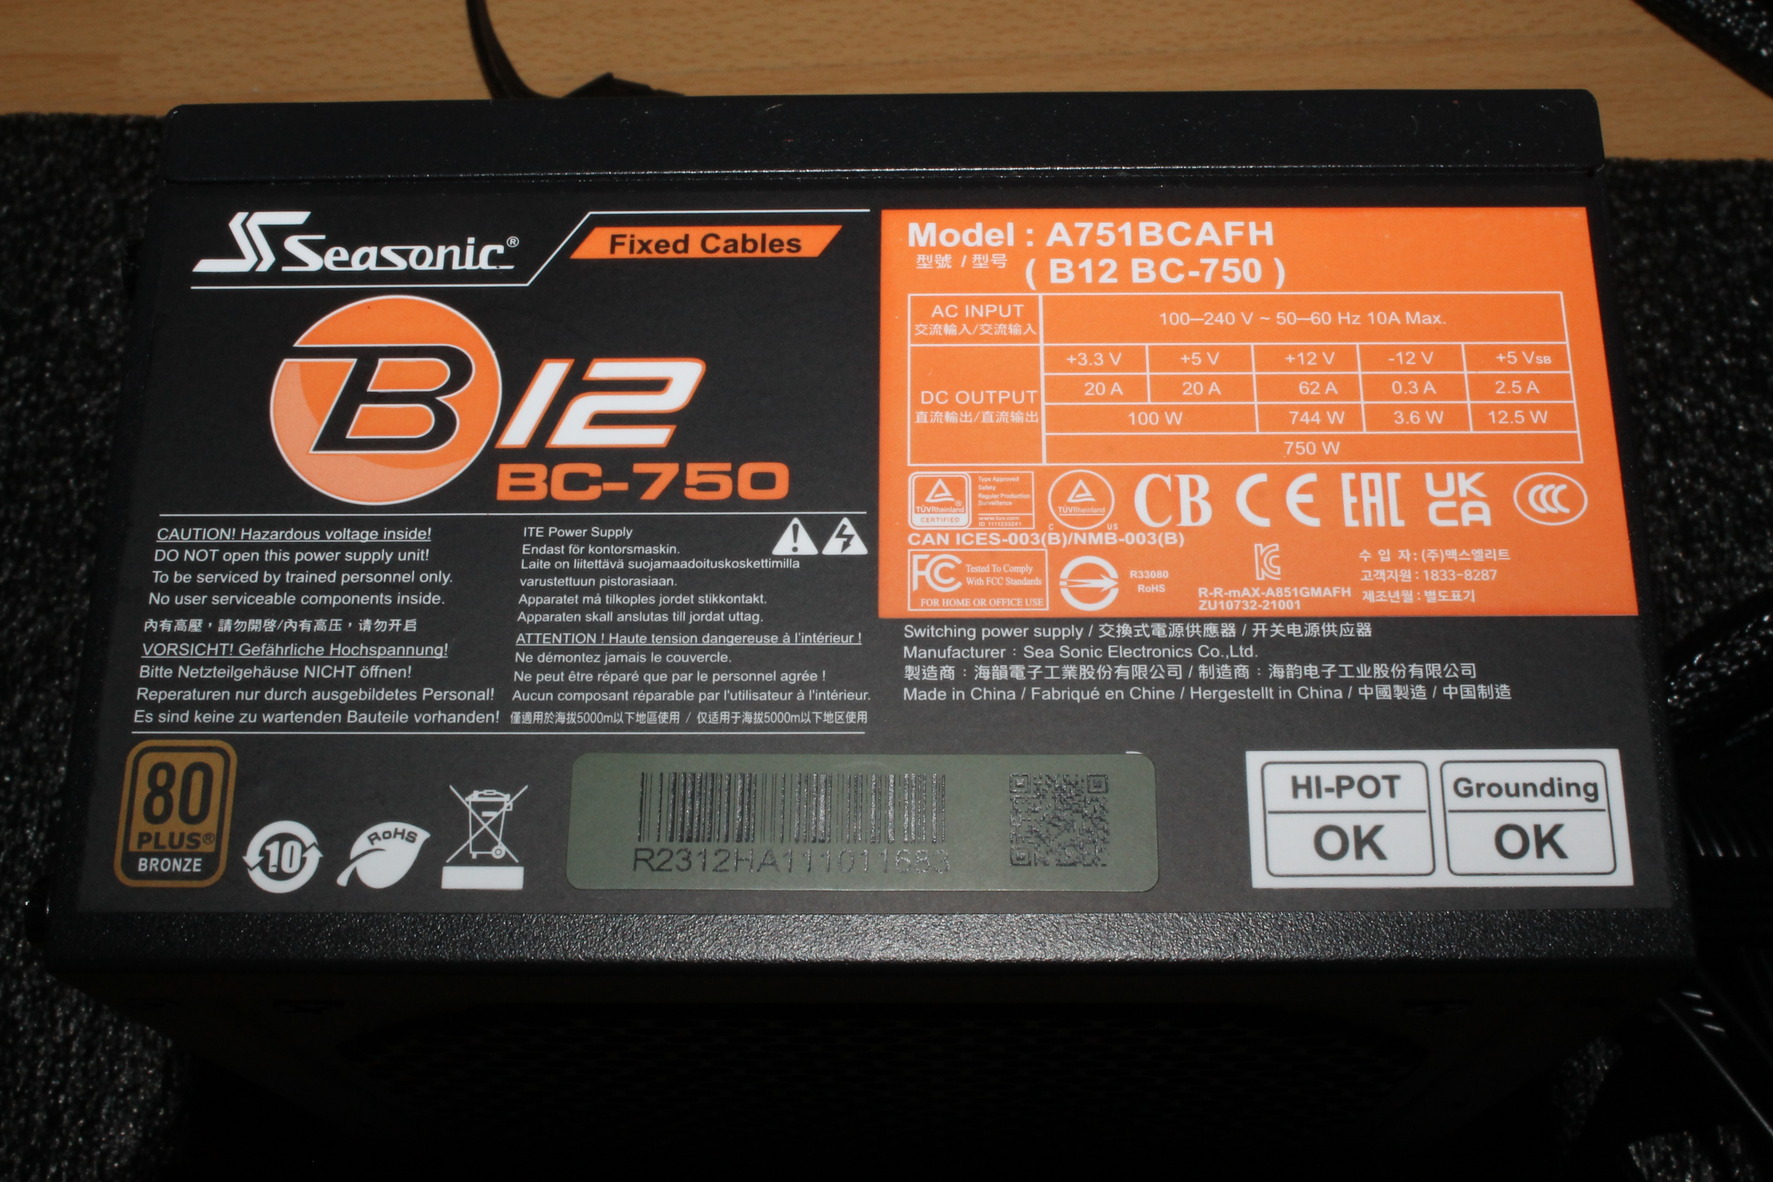 Seasonic®
Fixed Cables
B12
BC-750
CAUTION! Hazardous voltage inside!
DO NOT open this power supply unit!
To be serviced by trained personnel only.
No user serviceable components inside.
內有高壓，請勿開啓/内有高压，请勿开启
VORSICHT! Gefährliche Hochspannung!
Bitte Netzteilgehäuse NICHT öffnen!
Reperaturen nur durch ausgebildetes Personal!
Es sind keine zu wartenden Bauteile vorhanden!
ITE Power Supply
Endast för kontorsmaskin.
Laite on liitettävä suojamaadoituskoskettimilla
varustettuun pistorasiaan.
Apparatet må tilkoples jordet stikkontakt.
Apparaten skall anslutas till jordat uttag.
ATTENTION ! Haute tension dangereuse à l'intérieur !
Ne démontez jamais le couvercle.
Ne peut être réparé que par le personnel agrée !
Aucun composant réparable par l'utilisateur à l'intérieur.
僅適用於海拔5000m以下地區使用 / 仅适用于海拔5000m以下地区使用
Model : A751BCAFH
型號 / 型号
( B12 BC-750 )
AC INPUT
交流輸入/交流输入
100–240 V ~ 50–60 Hz 10A Max.
DC OUTPUT
直流輸出/直流输出
+3.3 V +5 V +12 V -12 V +5 VSB
20 A 20 A 62 A 0.3 A 2.5 A
100 W 744 W 3.6 W 12.5 W
750 W
TÜVRheinland
CERTIFIED
Type Approved
Safety
Regular Production
Surveillance
www.tuv.com
TÜVRheinland
C US
CB CE EAC UK CA CCC
CAN ICES-003(B)/NMB-003(B)
FC
Tested To Comply
With FCC Standards
FOR HOME OR OFFICE USE
R33080
RoHS
R-R-mAX-A851GMAFH
ZU10732-21001
수 입 자 : (주)맥스엘리트
고객지원 : 1833-8287
제조년월 : 별도표기
Switching power supply / 交換式電源供應器 / 开关电源供应器
Manufacturer : Sea Sonic Electronics Co.,Ltd.
製造商 : 海韻電子工業股份有限公司 / 制造商 : 海韵电子工业股份有限公司
Made in China / Fabriqué en Chine / Hergestellt in China / 中國製造 / 中国制造
80
PLUS®
BRONZE
10
RoHS
R2312HA111011683
HI-POT
OK
Grounding
OK